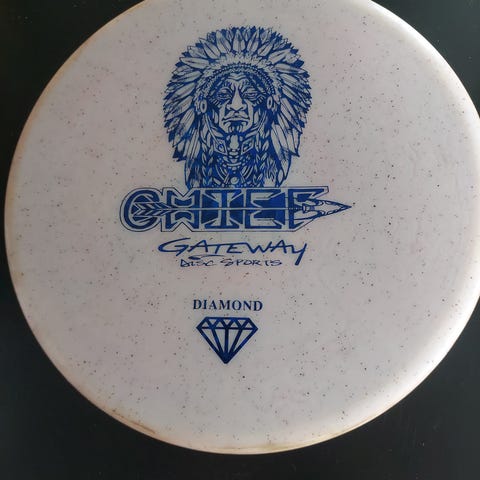 CHIEF
GATEWAY
DISC SPORTS
DIAMOND